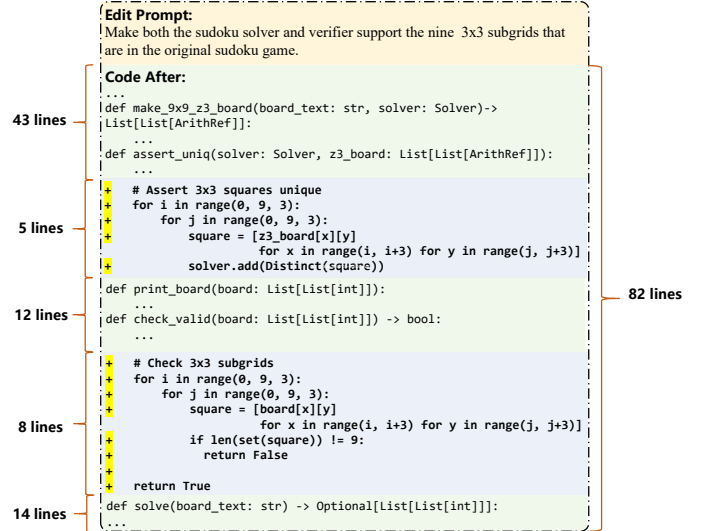 Edit Prompt:
Make both the sudoku solver and verifier support the nine 3x3 subgrids that
are in the original sudoku game.
Code After:
...
def make_9x9_z3_board(board_text: str, solver: Solver)->
List[List[ArithRef]]:
    ...
def assert_uniq(solver: Solver, z3_board: List[List[ArithRef]]):
    ...
43 lines
+   # Assert 3x3 squares unique
+   for i in range(0, 9, 3):
+       for j in range(0, 9, 3):
+           square = [z3_board[x][y]
                      for x in range(i, i+3) for y in range(j, j+3)]
+           solver.add(Distinct(square))
5 lines
def print_board(board: List[List[int]]):
    ...
def check_valid(board: List[List[int]]) -> bool:
    ...
12 lines
+   # Check 3x3 subgrids
+   for i in range(0, 9, 3):
+       for j in range(0, 9, 3):
+           square = [board[x][y]
                      for x in range(i, i+3) for y in range(j, j+3)]
+           if len(set(square)) != 9:
+             return False
+
+   return True
8 lines
def solve(board_text: str) -> Optional[List[List[int]]]:
...
14 lines
82 lines